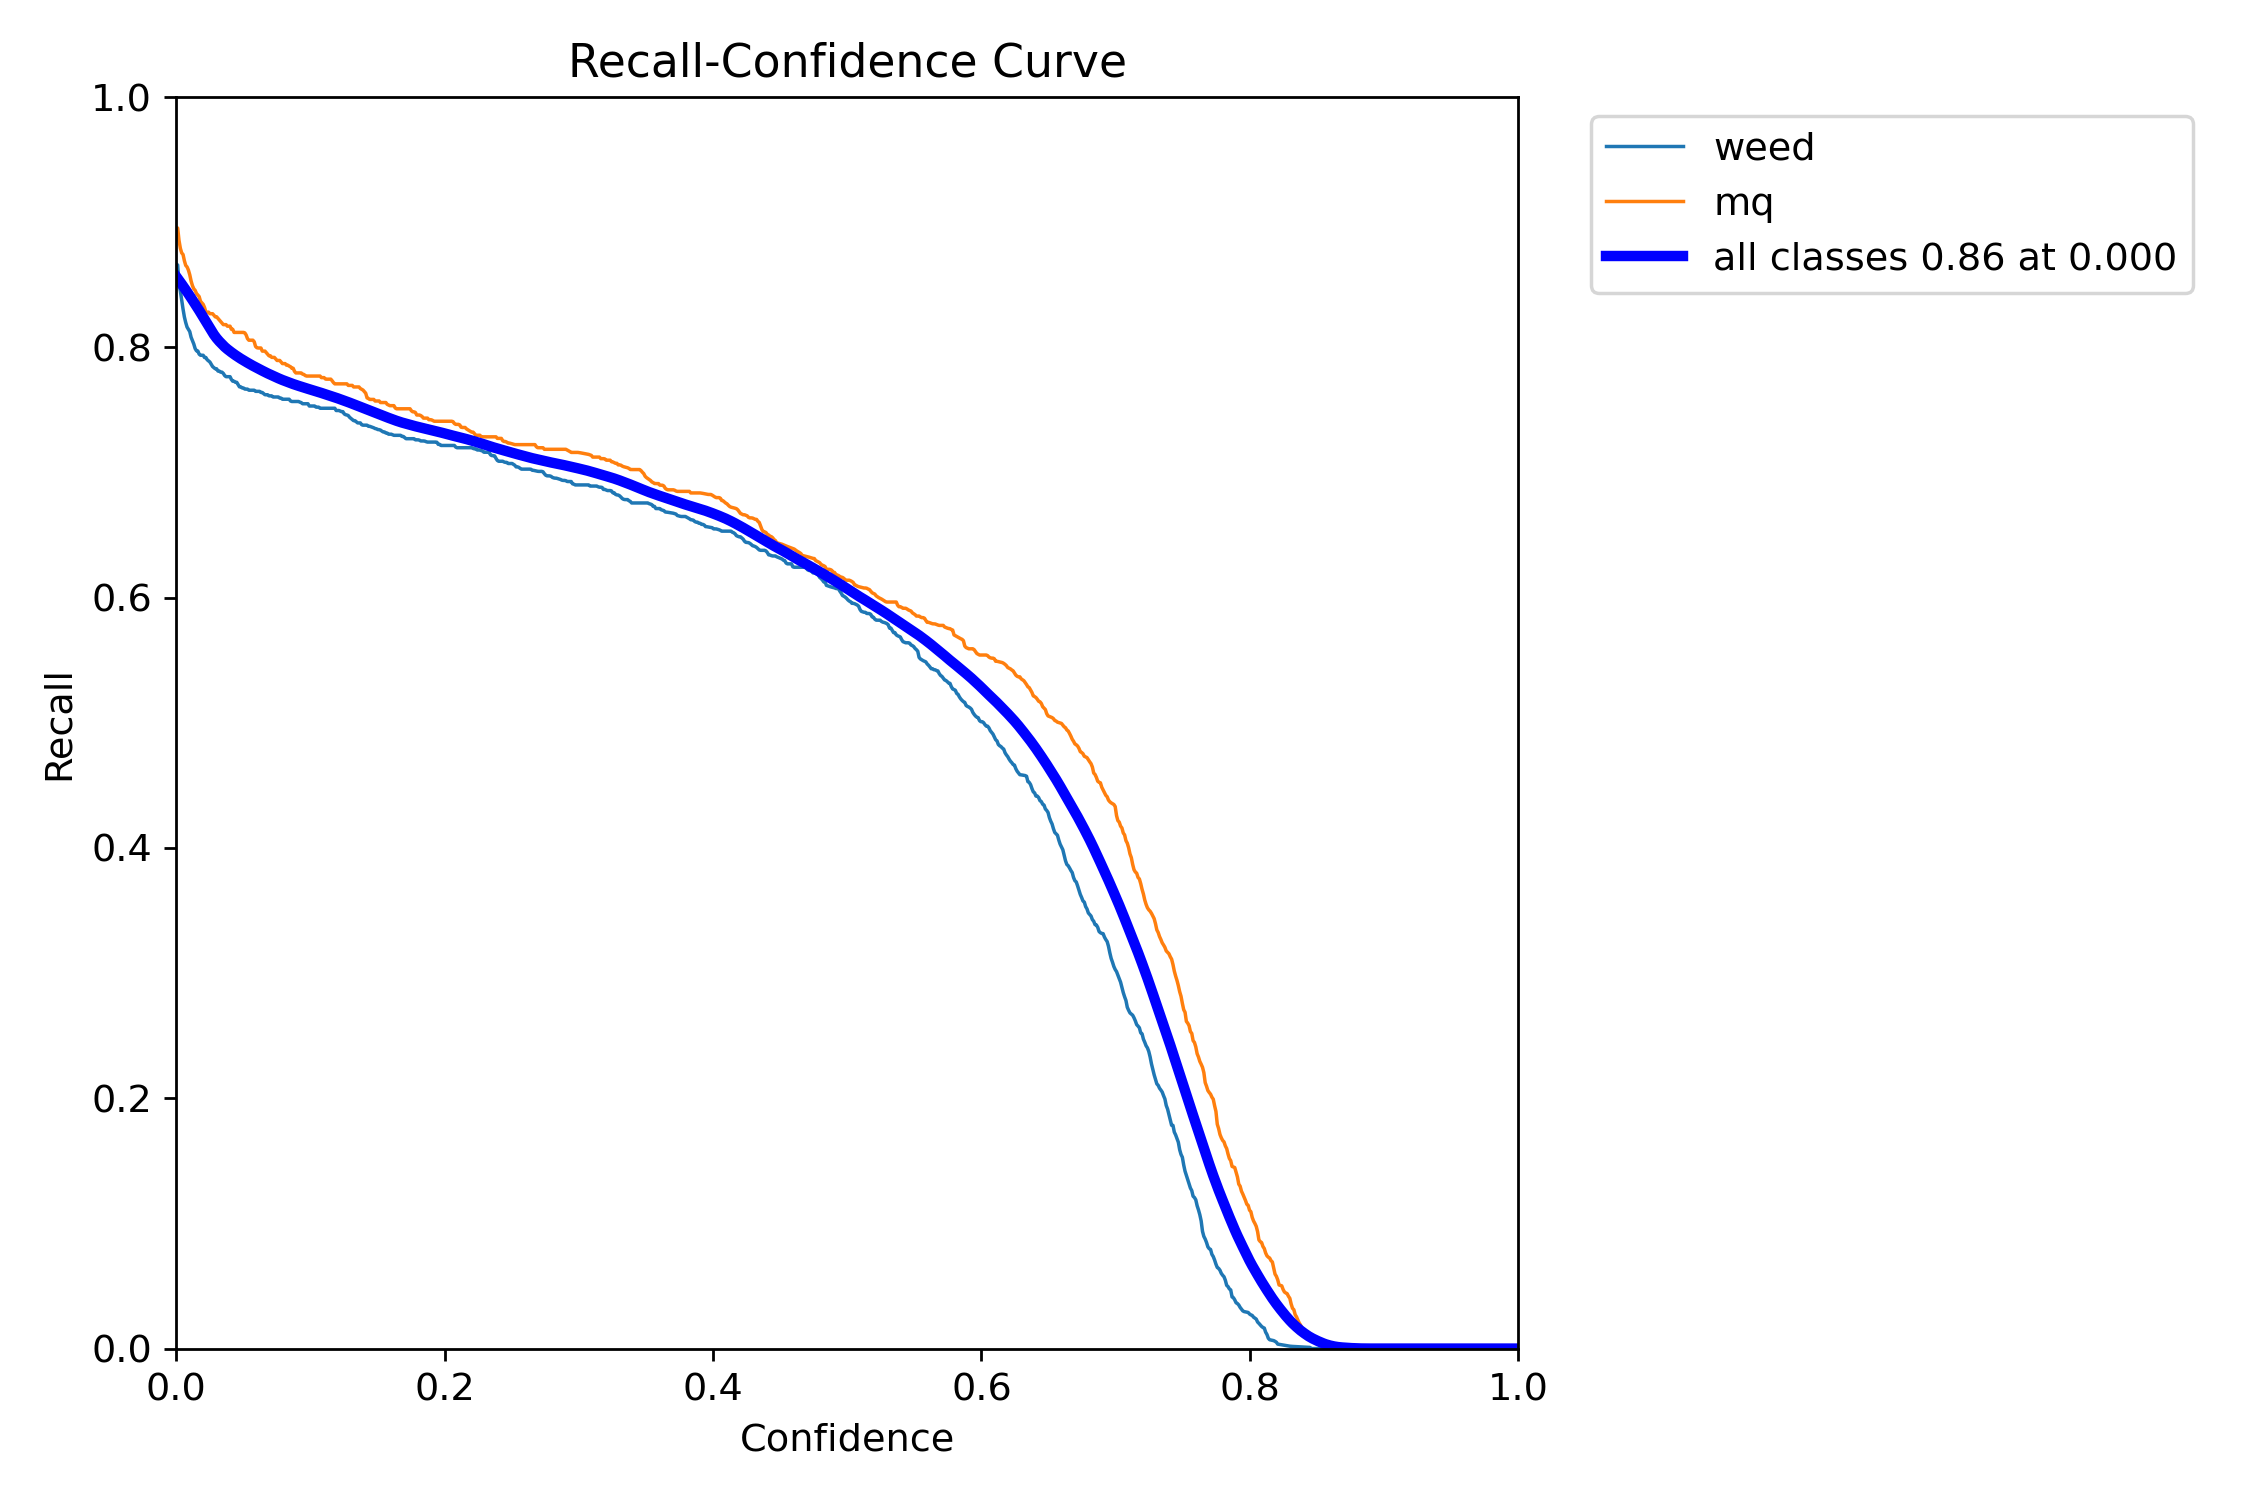 Recall-Confidence Curve
1.0
0.8
0.6
0.4
0.2
0.0
Recall
0.0 0.2 0.4 0.6 0.8 1.0
Confidence
weed
mq
all classes 0.86 at 0.000